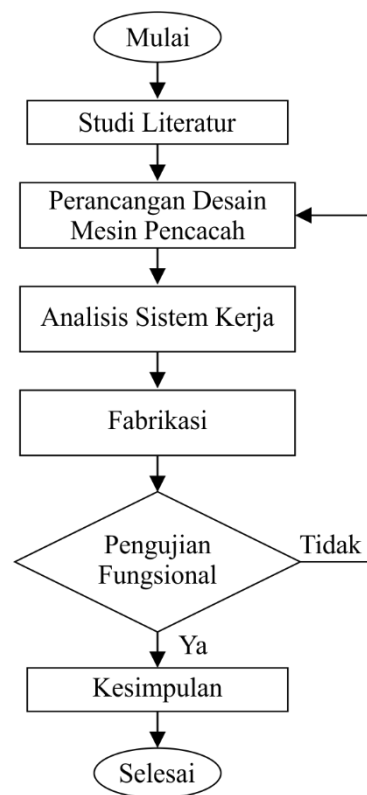 Mulai
Studi Literatur
Perancangan Desain
Mesin Pencacah
Analisis Sistem Kerja
Fabrikasi
Pengujian
Fungsional
Tidak
Ya
Kesimpulan
Selesai